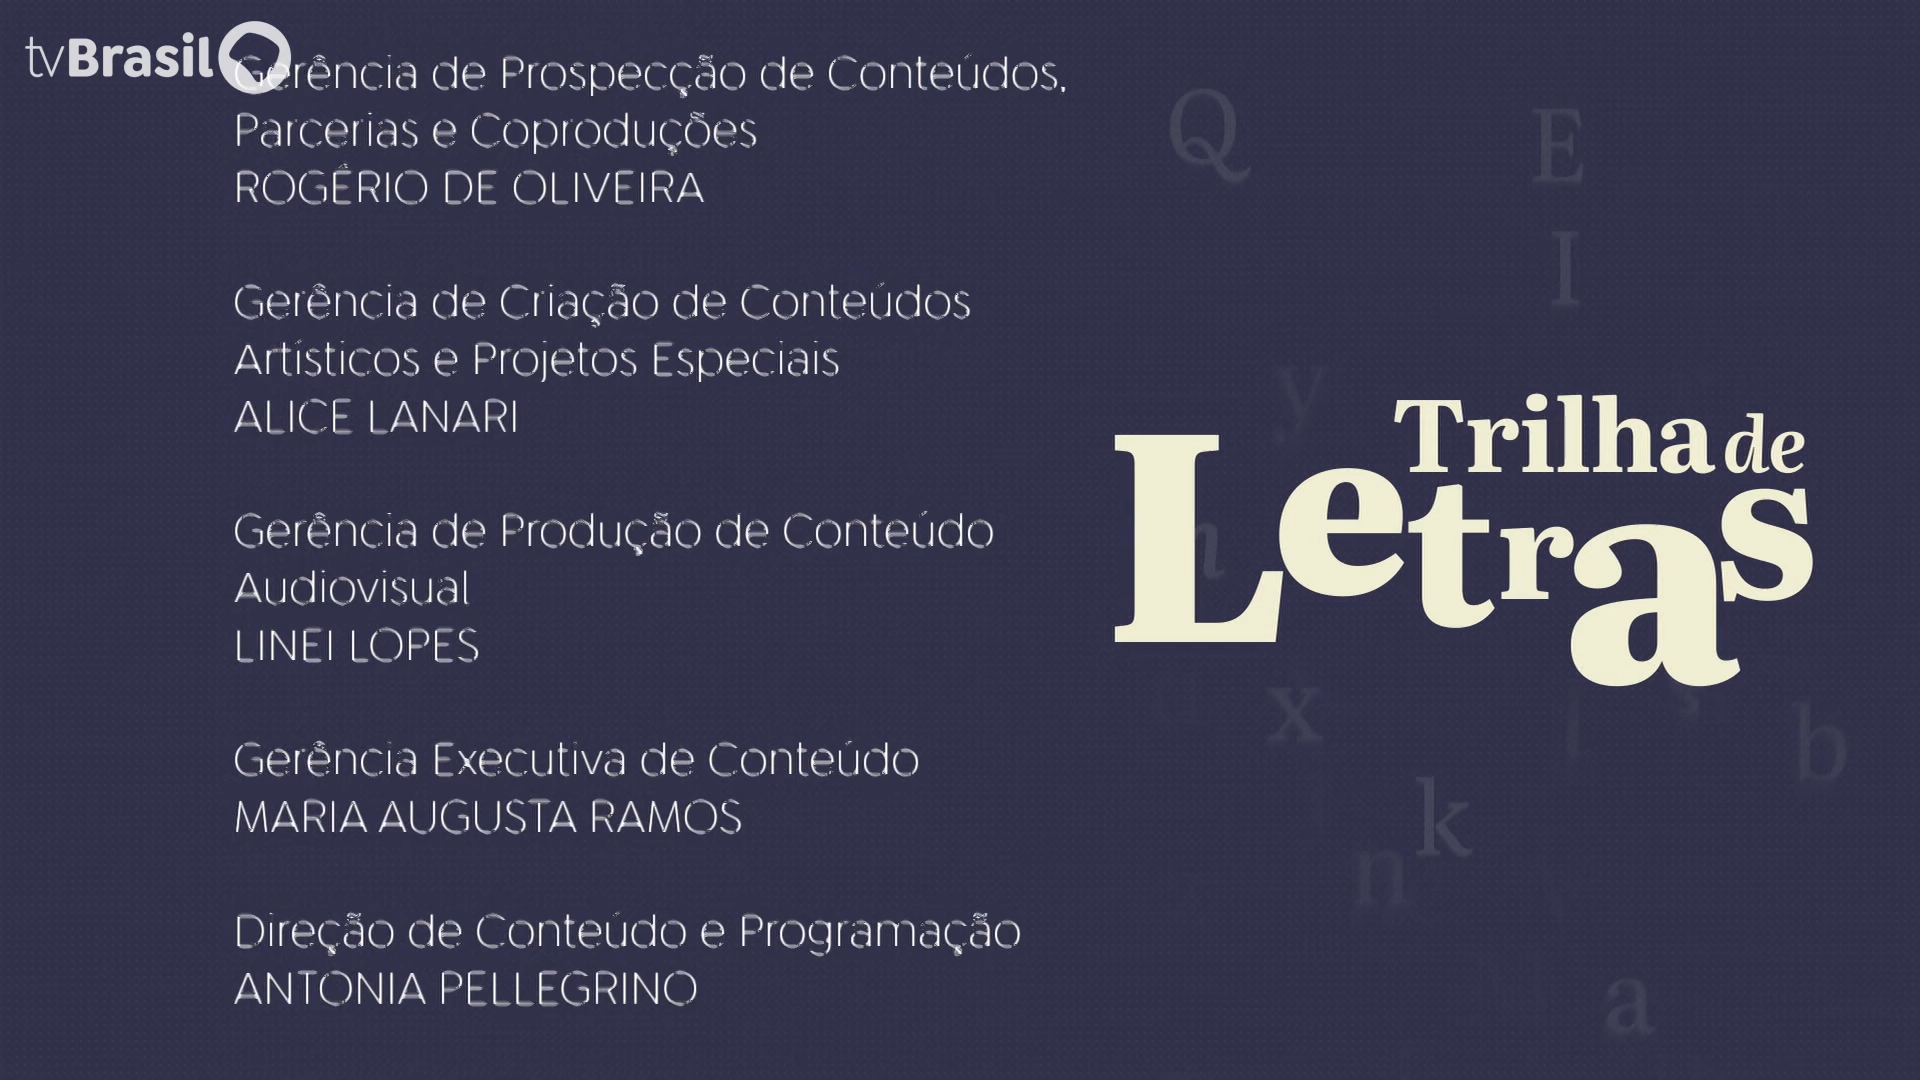 tvBrasil
Gerência de Prospecção de Conteúdos,
Parcerias e Coproduções
ROGÉRIO DE OLIVEIRA
Gerência de Criação de Conteúdos
Artísticos e Projetos Especiais
ALICE LANARI
Gerência de Produção de Conteúdo
Audiovisual
LINEI LOPES
Gerência Executiva de Conteúdo
MARIA AUGUSTA RAMOS
Direção de Conteúdo e Programação
ANTONIA PELLEGRINO
Q
E
I
y
Trilha de
Letras
n
x
b
k
n
a